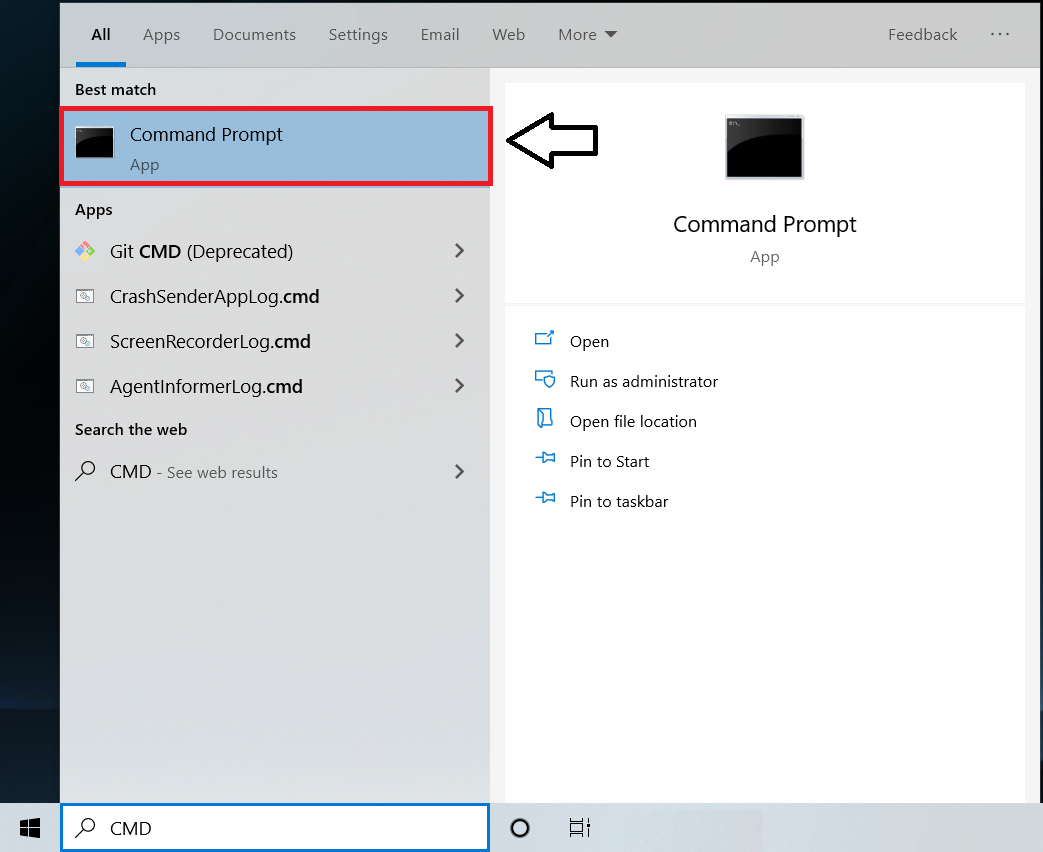 All Apps Documents Settings Email Web More Feedback ···
Best match
Command Prompt
App
Apps
Git CMD (Deprecated)
CrashSenderAppLog.cmd
ScreenRecorderLog.cmd
AgentInformerLog.cmd
Search the web
CMD - See web results
Command Prompt
App
Open
Run as administrator
Open file location
Pin to Start
Pin to taskbar
CMD